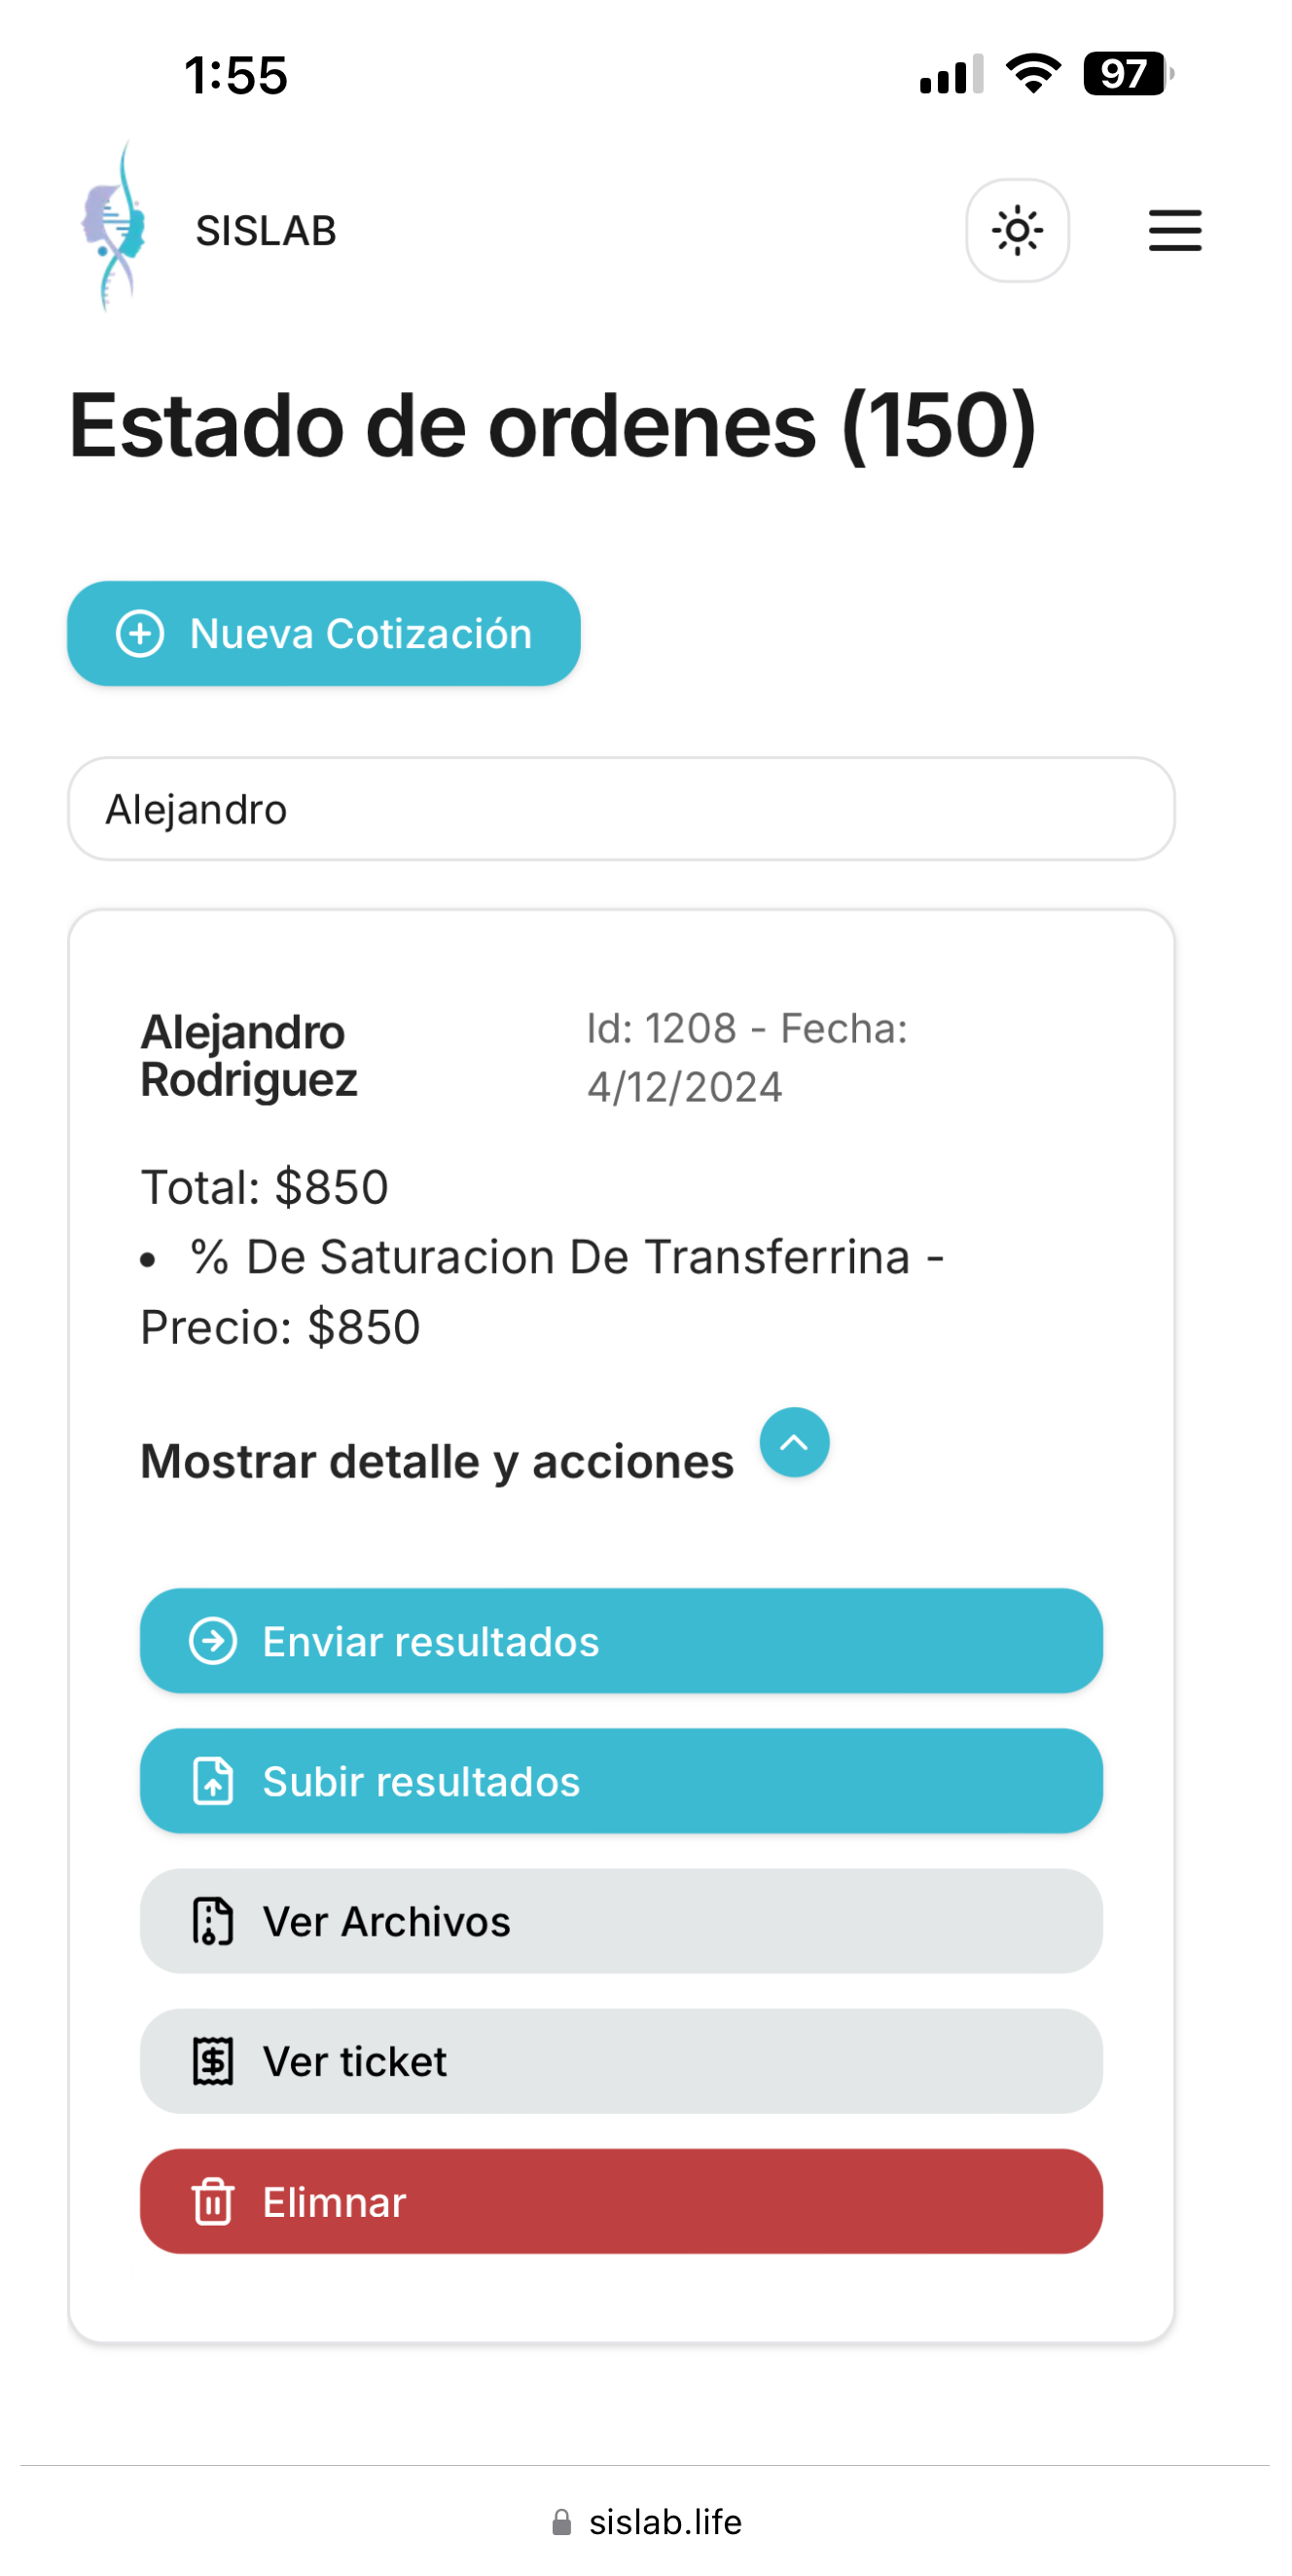 1:55
97
SISLAB
Estado de ordenes (150)
Nueva Cotización
Alejandro
Alejandro
Rodriguez
Id: 1208 - Fecha:
4/12/2024
Total: $850
• % De Saturacion De Transferrina -
Precio: $850
Mostrar detalle y acciones
Enviar resultados
Subir resultados
Ver Archivos
Ver ticket
Elimnar
sislab.life